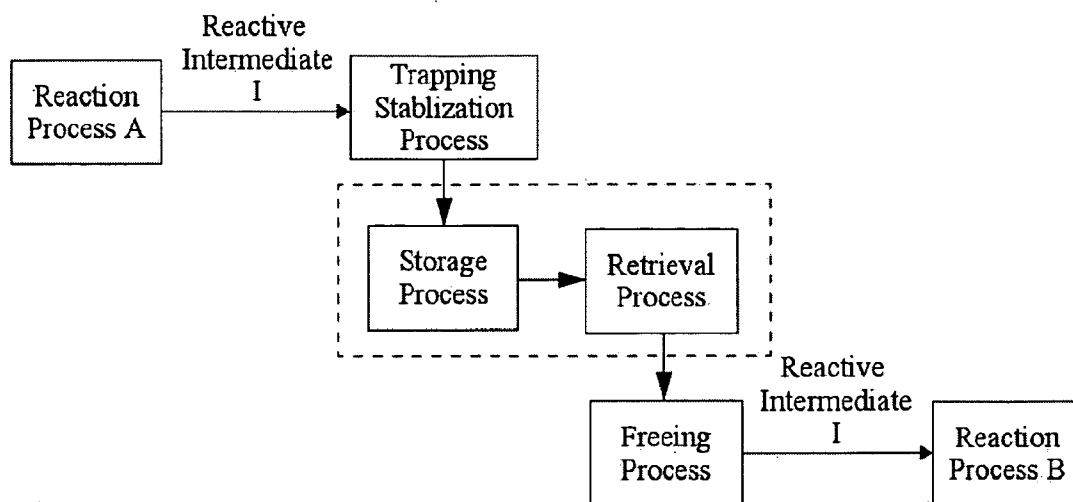 Reactive
Intermediate
I
Reaction
Process A
Trapping
Stablization
Process
Storage
Process
Retrieval
Process
Freeing
Process
Reactive
Intermediate
I
Reaction
Process B